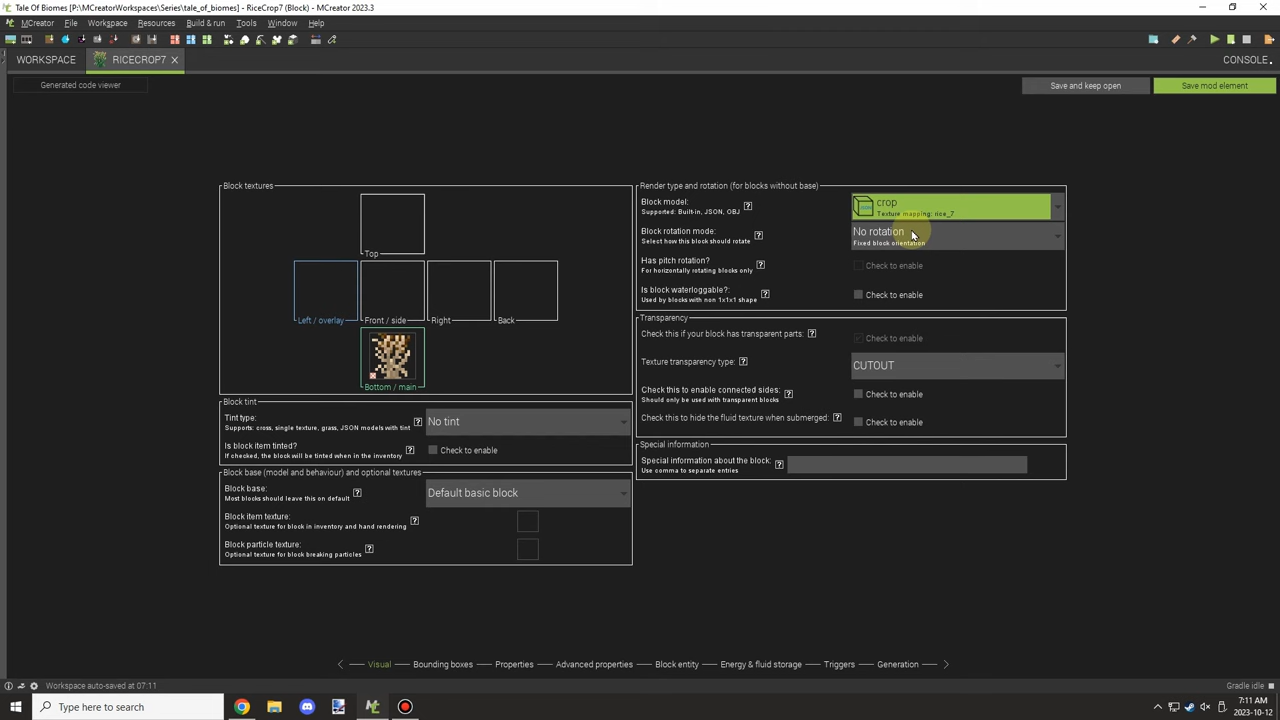 Tale Of Biomes [P:\MCreatorWorkspaces\Series\tale_of_biomes] - RiceCrop7 (Block) - MCreator 2023.3
MCreator File Workspace Resources Build & run Tools Window Help
WORKSPACE RICECROP7 CONSOLE
Generated code viewer
Save and keep open Save mod element
Block textures
Top
Left / overlay Front / side Right Back
Bottom / main
Block tint
Tint type: ? No tint
Supports: cross, single texture, grass, JSON models with tint
Is block item tinted? ? Check to enable
If checked, the block will be tinted when in the inventory
Block base (model and behaviour) and optional textures
Block base: ? Default basic block
Most blocks should leave this on default
Block item texture: ?
Optional texture for block in inventory and hand rendering
Block particle texture: ?
Optional texture for block breaking particles
Render type and rotation (for blocks without base)
Block model: ? crop
Supported: Built-in, JSON, OBJ Texture mapping: rice_7
Block rotation mode: ? No rotation
Select how this block should rotate Fixed block orientation
Has pitch rotation? ? Check to enable
For horizontally rotating blocks only
Is block waterloggable?: ? Check to enable
Used by blocks with non 1x1x1 shape
Transparency
Check this if your block has transparent parts: ? Check to enable
Texture transparency type: ? CUTOUT
Check this to enable connected sides: ? Check to enable
Should only be used with transparent blocks
Check this to hide the fluid texture when submerged: ? Check to enable
Special information
Special information about the block: ?
Use comma to separate entries
Visual Bounding boxes Properties Advanced properties Block entity Energy & fluid storage Triggers Generation
Workspace auto-saved at 07:11 Gradle idle
Type here to search
7:11 AM
2023-10-12